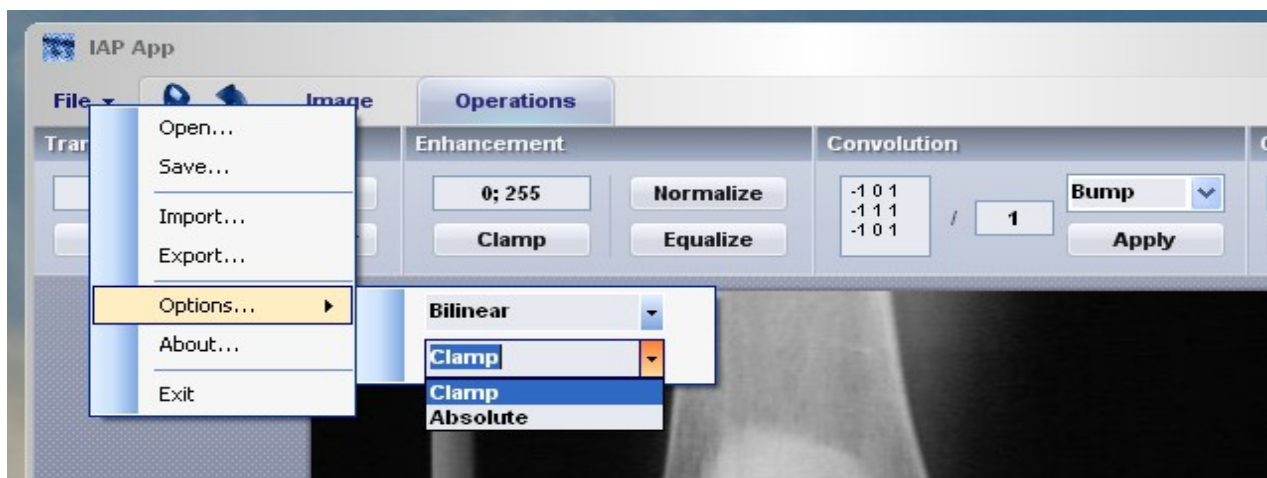 IAP App
File
Image
Operations
Open...
Save...
Import...
Export...
Options...
About...
Exit
Enhancement
0; 255
Normalize
Clamp
Equalize
Convolution
-1 0 1
-1 1 1
-1 0 1
/
1
Bump
Apply
Bilinear
Clamp
Clamp
Absolute